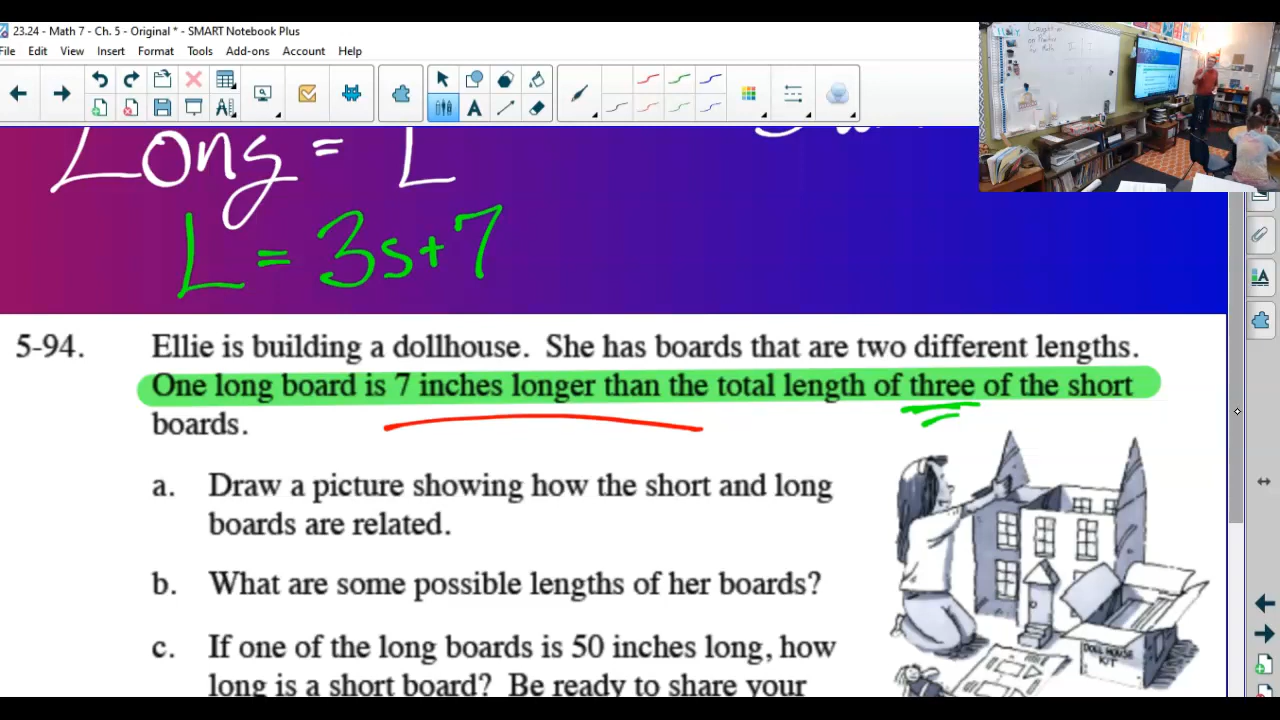 23.24 - Math 7 - Ch. 5 - Original * - SMART Notebook Plus
File Edit View Insert Format Tools Add-ons Account Help
Long = L
L = 3s+7
5-94. Ellie is building a dollhouse. She has boards that are two different lengths.
One long board is 7 inches longer than the total length of three of the short
boards.
a. Draw a picture showing how the short and long
boards are related.
b. What are some possible lengths of her boards?
c. If one of the long boards is 50 inches long, how
long is a short board? Be ready to share your
DOLL HOUSE
KIT